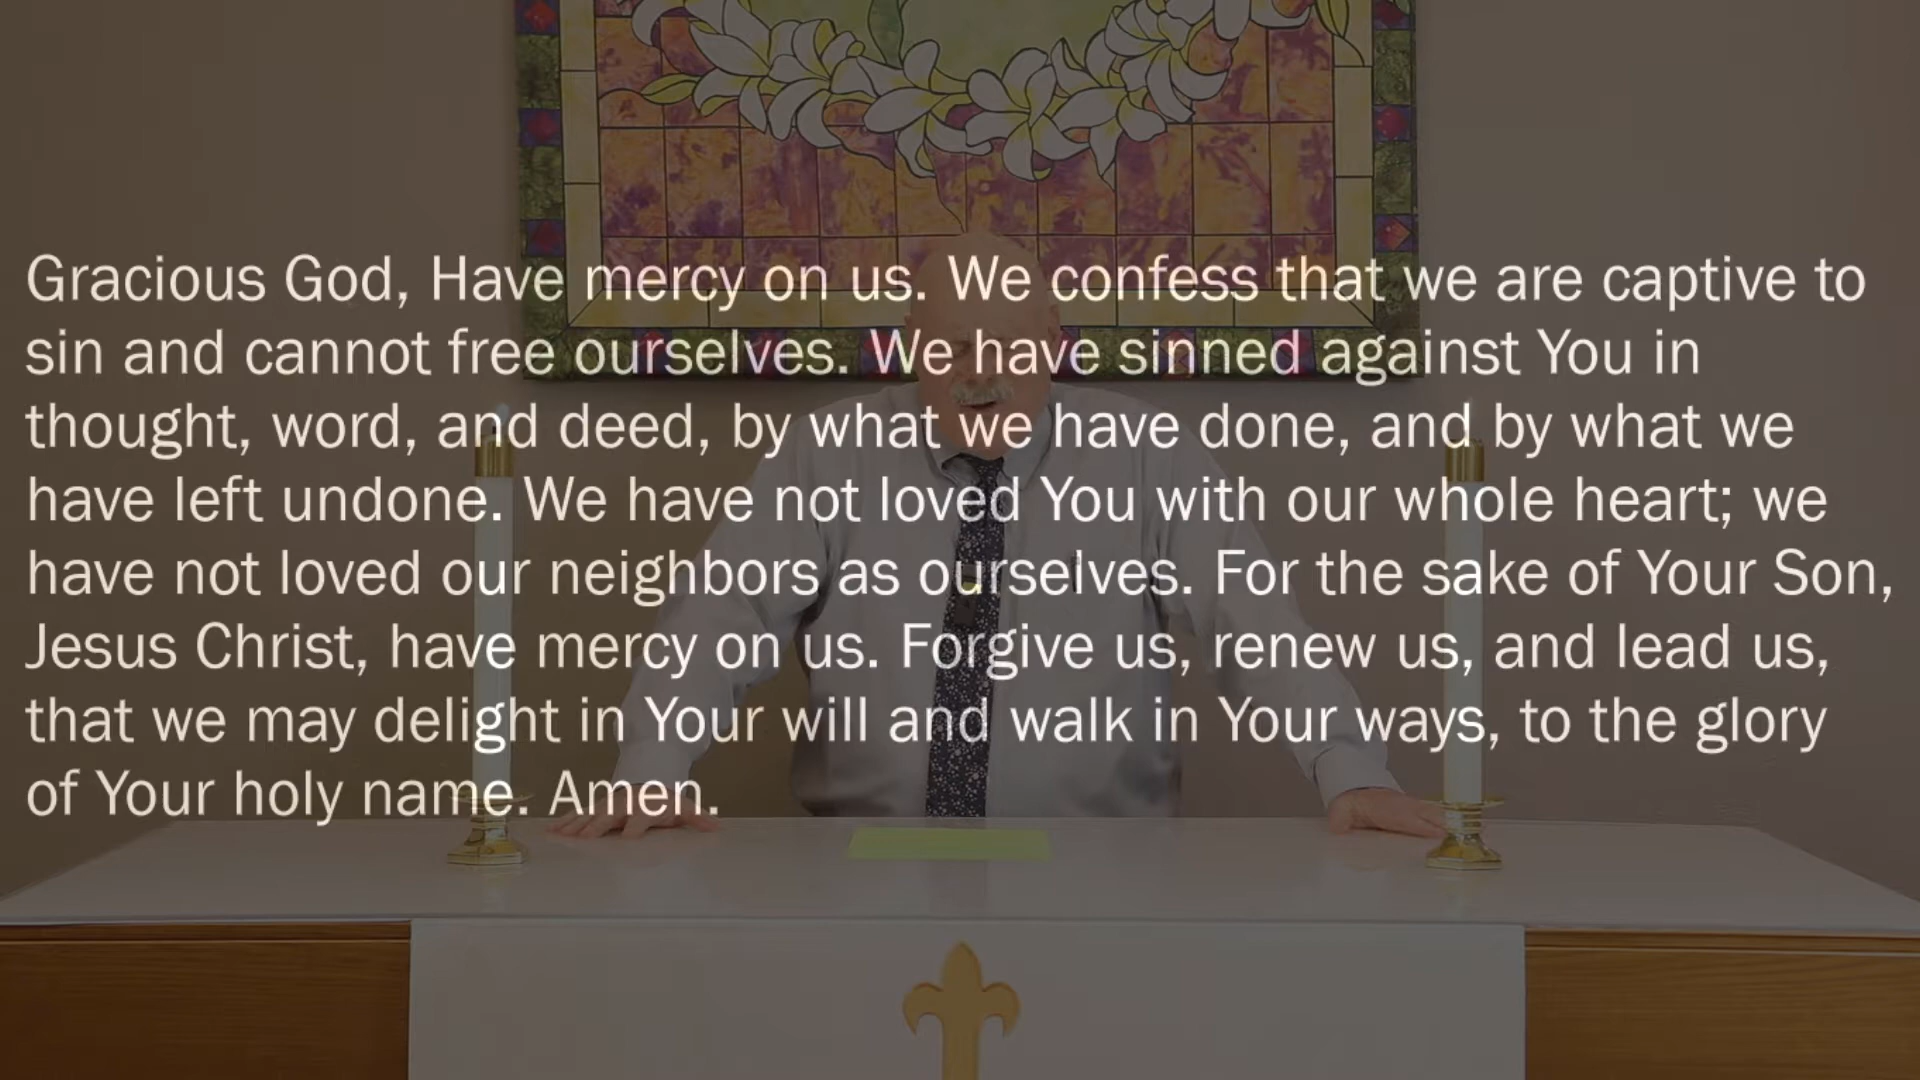 Gracious God, Have mercy on us. We confess that we are captive to
sin and cannot free ourselves. We have sinned against You in
thought, word, and deed, by what we have done, and by what we
have left undone. We have not loved You with our whole heart; we
have not loved our neighbors as ourselves. For the sake of Your Son,
Jesus Christ, have mercy on us. Forgive us, renew us, and lead us,
that we may delight in Your will and walk in Your ways, to the glory
of Your holy name. Amen.